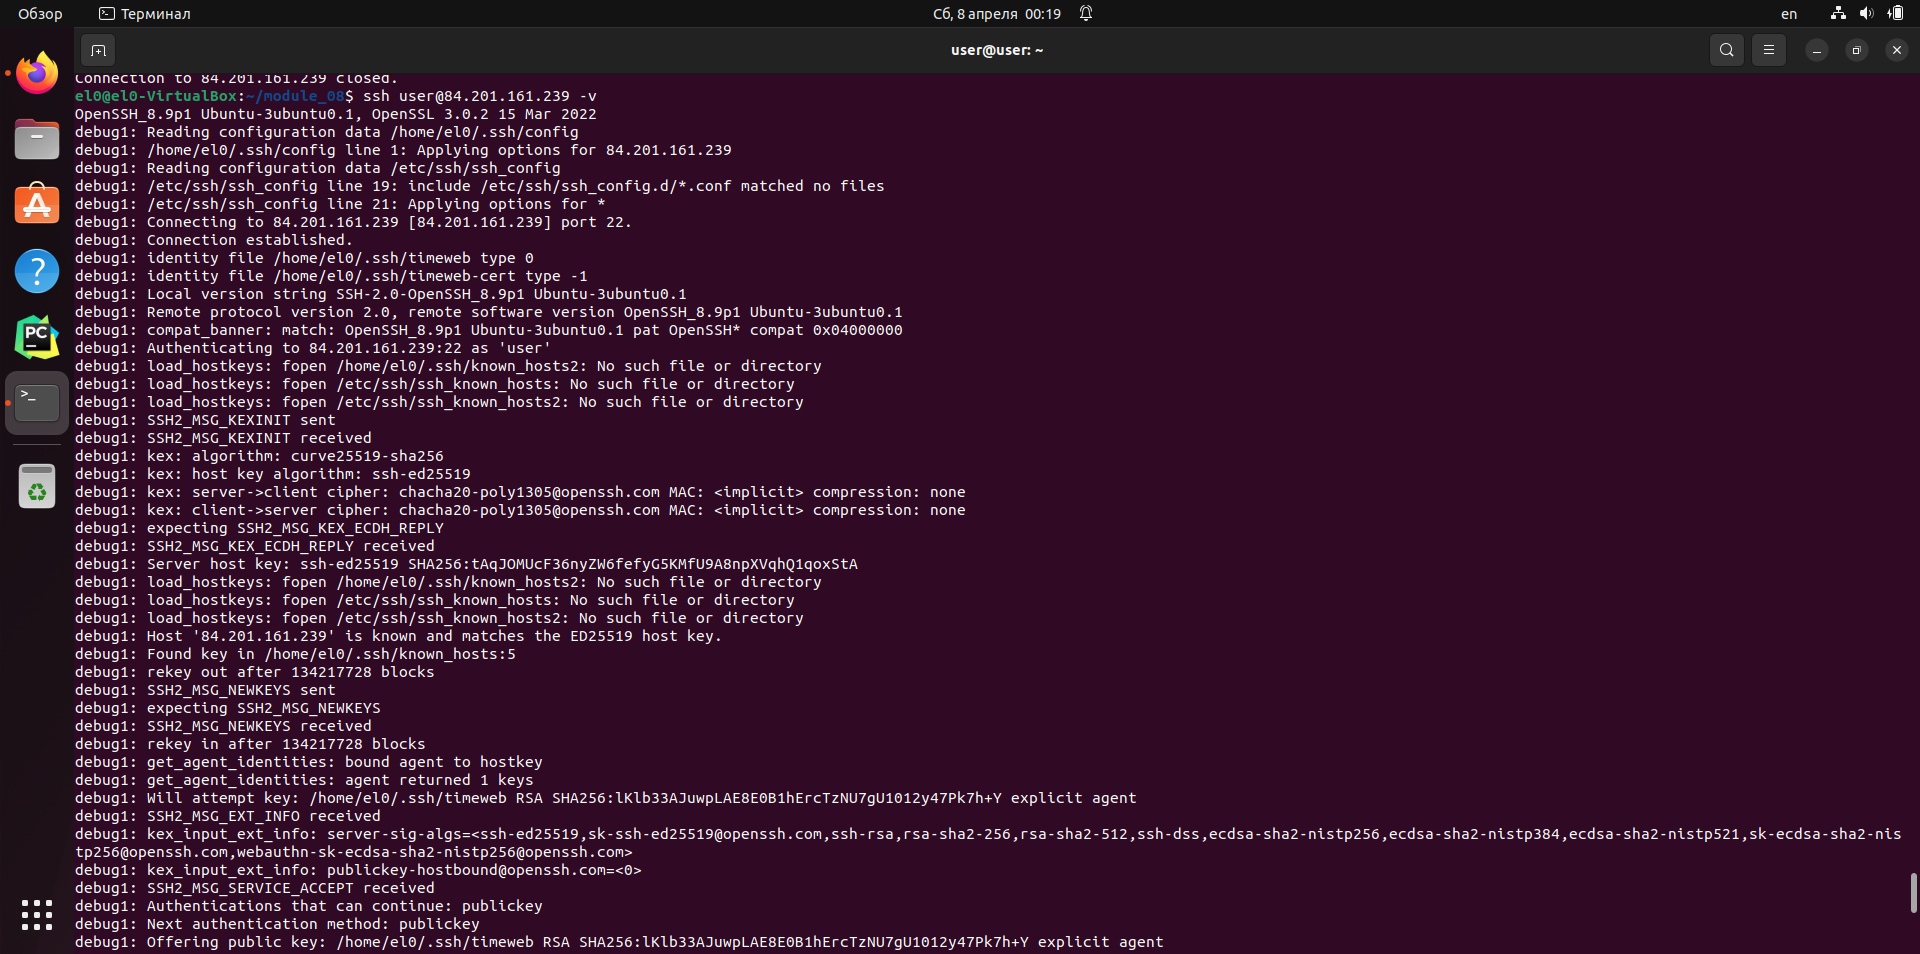 Обзор
Терминал
Сб, 8 апреля 00:19
en
user@user: ~
Connection to 84.201.161.239 closed.
el0@el0-VirtualBox:~/module_08$ ssh user@84.201.161.239 -v
OpenSSH_8.9p1 Ubuntu-3ubuntu0.1, OpenSSL 3.0.2 15 Mar 2022
debug1: Reading configuration data /home/el0/.ssh/config
debug1: /home/el0/.ssh/config line 1: Applying options for 84.201.161.239
debug1: Reading configuration data /etc/ssh/ssh_config
debug1: /etc/ssh/ssh_config line 19: include /etc/ssh/ssh_config.d/*.conf matched no files
debug1: /etc/ssh/ssh_config line 21: Applying options for *
debug1: Connecting to 84.201.161.239 [84.201.161.239] port 22.
debug1: Connection established.
debug1: identity file /home/el0/.ssh/timeweb type 0
debug1: identity file /home/el0/.ssh/timeweb-cert type -1
debug1: Local version string SSH-2.0-OpenSSH_8.9p1 Ubuntu-3ubuntu0.1
debug1: Remote protocol version 2.0, remote software version OpenSSH_8.9p1 Ubuntu-3ubuntu0.1
debug1: compat_banner: match: OpenSSH_8.9p1 Ubuntu-3ubuntu0.1 pat OpenSSH* compat 0x04000000
debug1: Authenticating to 84.201.161.239:22 as 'user'
debug1: load_hostkeys: fopen /home/el0/.ssh/known_hosts2: No such file or directory
debug1: load_hostkeys: fopen /etc/ssh/ssh_known_hosts: No such file or directory
debug1: load_hostkeys: fopen /etc/ssh/ssh_known_hosts2: No such file or directory
debug1: SSH2_MSG_KEXINIT sent
debug1: SSH2_MSG_KEXINIT received
debug1: kex: algorithm: curve25519-sha256
debug1: kex: host key algorithm: ssh-ed25519
debug1: kex: server->client cipher: chacha20-poly1305@openssh.com MAC: <implicit> compression: none
debug1: kex: client->server cipher: chacha20-poly1305@openssh.com MAC: <implicit> compression: none
debug1: expecting SSH2_MSG_KEX_ECDH_REPLY
debug1: SSH2_MSG_KEX_ECDH_REPLY received
debug1: Server host key: ssh-ed25519 SHA256:tAqJOMUcF36nyZW6fefyG5KMfU9A8npXVqhQ1qoxStA
debug1: load_hostkeys: fopen /home/el0/.ssh/known_hosts2: No such file or directory
debug1: load_hostkeys: fopen /etc/ssh/ssh_known_hosts: No such file or directory
debug1: load_hostkeys: fopen /etc/ssh/ssh_known_hosts2: No such file or directory
debug1: Host '84.201.161.239' is known and matches the ED25519 host key.
debug1: Found key in /home/el0/.ssh/known_hosts:5
debug1: rekey out after 134217728 blocks
debug1: SSH2_MSG_NEWKEYS sent
debug1: expecting SSH2_MSG_NEWKEYS
debug1: SSH2_MSG_NEWKEYS received
debug1: rekey in after 134217728 blocks
debug1: get_agent_identities: bound agent to hostkey
debug1: get_agent_identities: agent returned 1 keys
debug1: Will attempt key: /home/el0/.ssh/timeweb RSA SHA256:lKlb33AJuwpLAE8E0B1hErcTzNU7gU1012y47Pk7h+Y explicit agent
debug1: SSH2_MSG_EXT_INFO received
debug1: kex_input_ext_info: server-sig-algs=<ssh-ed25519,sk-ssh-ed25519@openssh.com,ssh-rsa,rsa-sha2-256,rsa-sha2-512,ssh-dss,ecdsa-sha2-nistp256,ecdsa-sha2-nistp384,ecdsa-sha2-nistp521,sk-ecdsa-sha2-nis
tp256@openssh.com,webauthn-sk-ecdsa-sha2-nistp256@openssh.com>
debug1: kex_input_ext_info: publickey-hostbound@openssh.com=<0>
debug1: SSH2_MSG_SERVICE_ACCEPT received
debug1: Authentications that can continue: publickey
debug1: Next authentication method: publickey
debug1: Offering public key: /home/el0/.ssh/timeweb RSA SHA256:lKlb33AJuwpLAE8E0B1hErcTzNU7gU1012y47Pk7h+Y explicit agent
PC